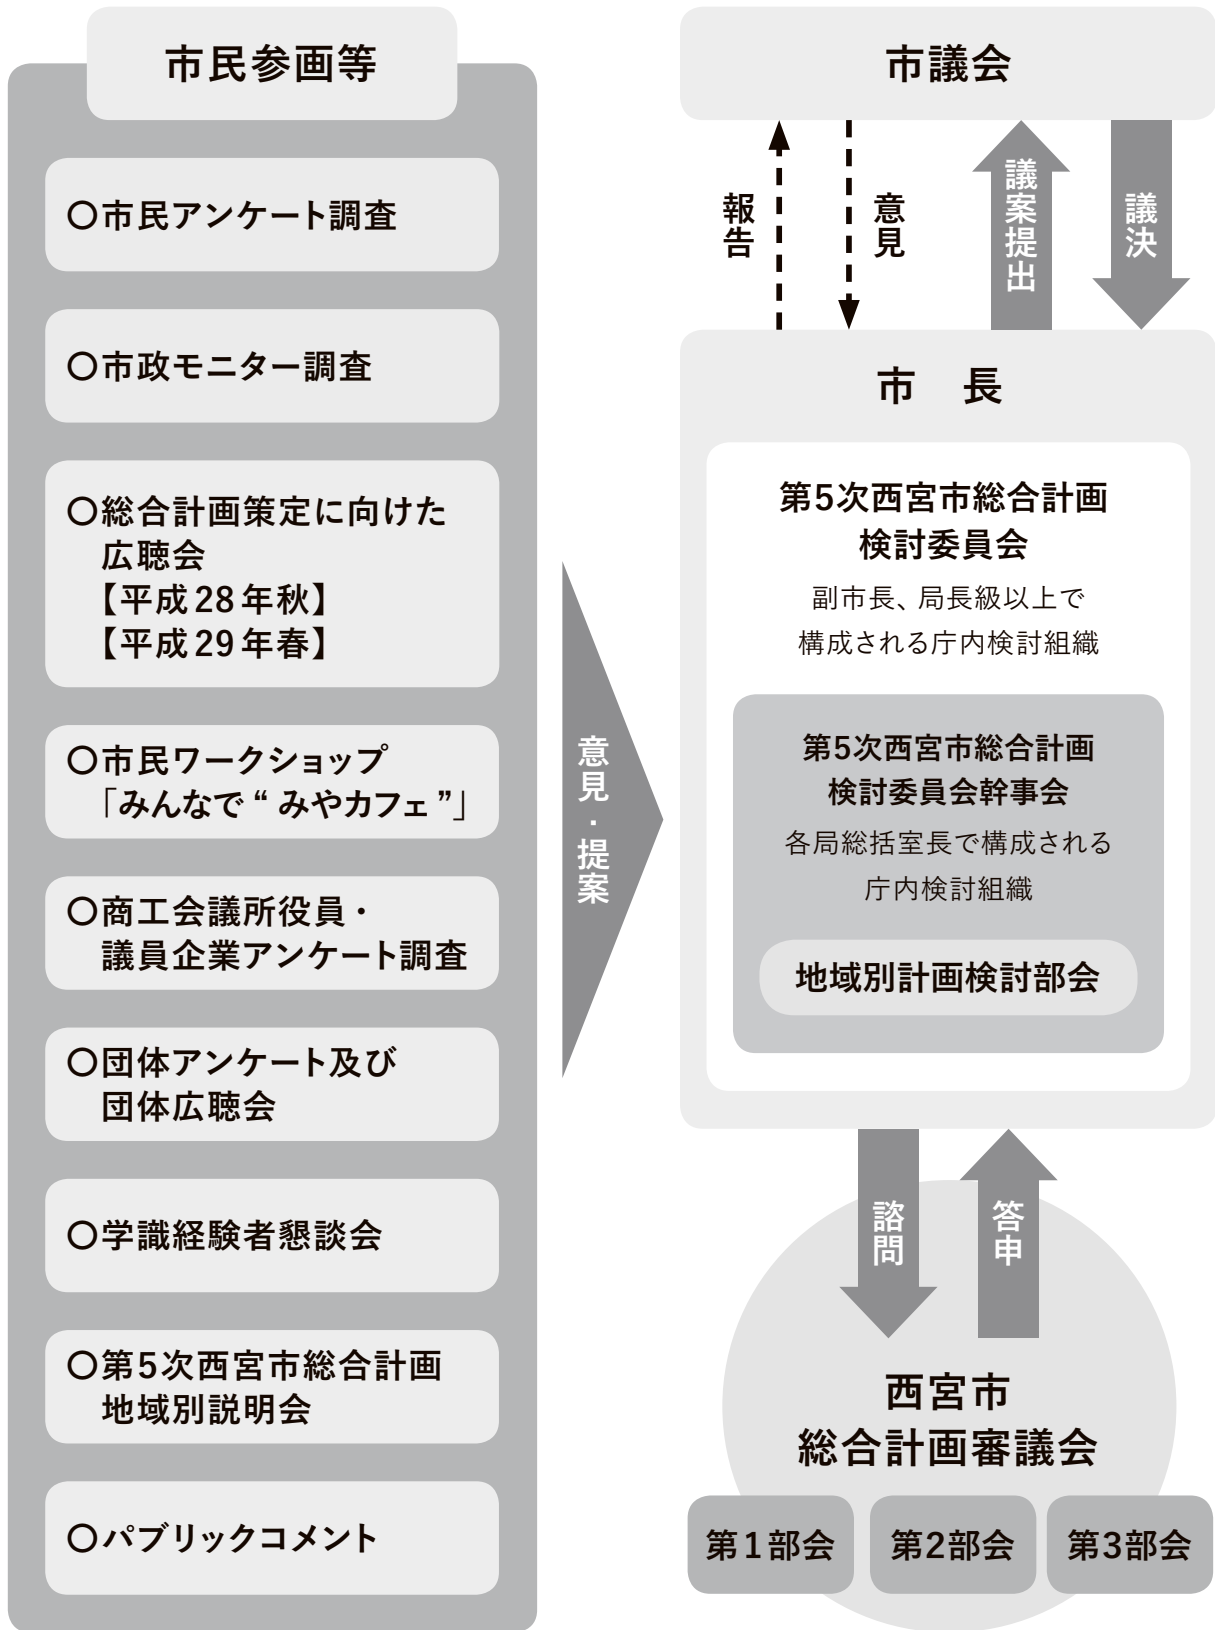 市民参画等
〇市民アンケート調査
〇市政モニター調査
〇総合計画策定に向けた
広聴会
【平成28年秋】
【平成29年春】
〇市民ワークショップ
「みんなで“みやカフェ”」
〇商工会議所役員・
議員企業アンケート調査
〇団体アンケート及び
団体広聴会
〇学識経験者懇談会
〇第5次西宮市総合計画
地域別説明会
〇パブリックコメント
意見・提案
市議会
報告
意見
議案提出
議決
市　長
第5次西宮市総合計画
検討委員会
副市長、局長級以上で
構成される庁内検討組織
第5次西宮市総合計画
検討委員会幹事会
各局総括室長で構成される
庁内検討組織
地域別計画検討部会
諮問
答申
西宮市
総合計画審議会
第1部会
第2部会
第3部会